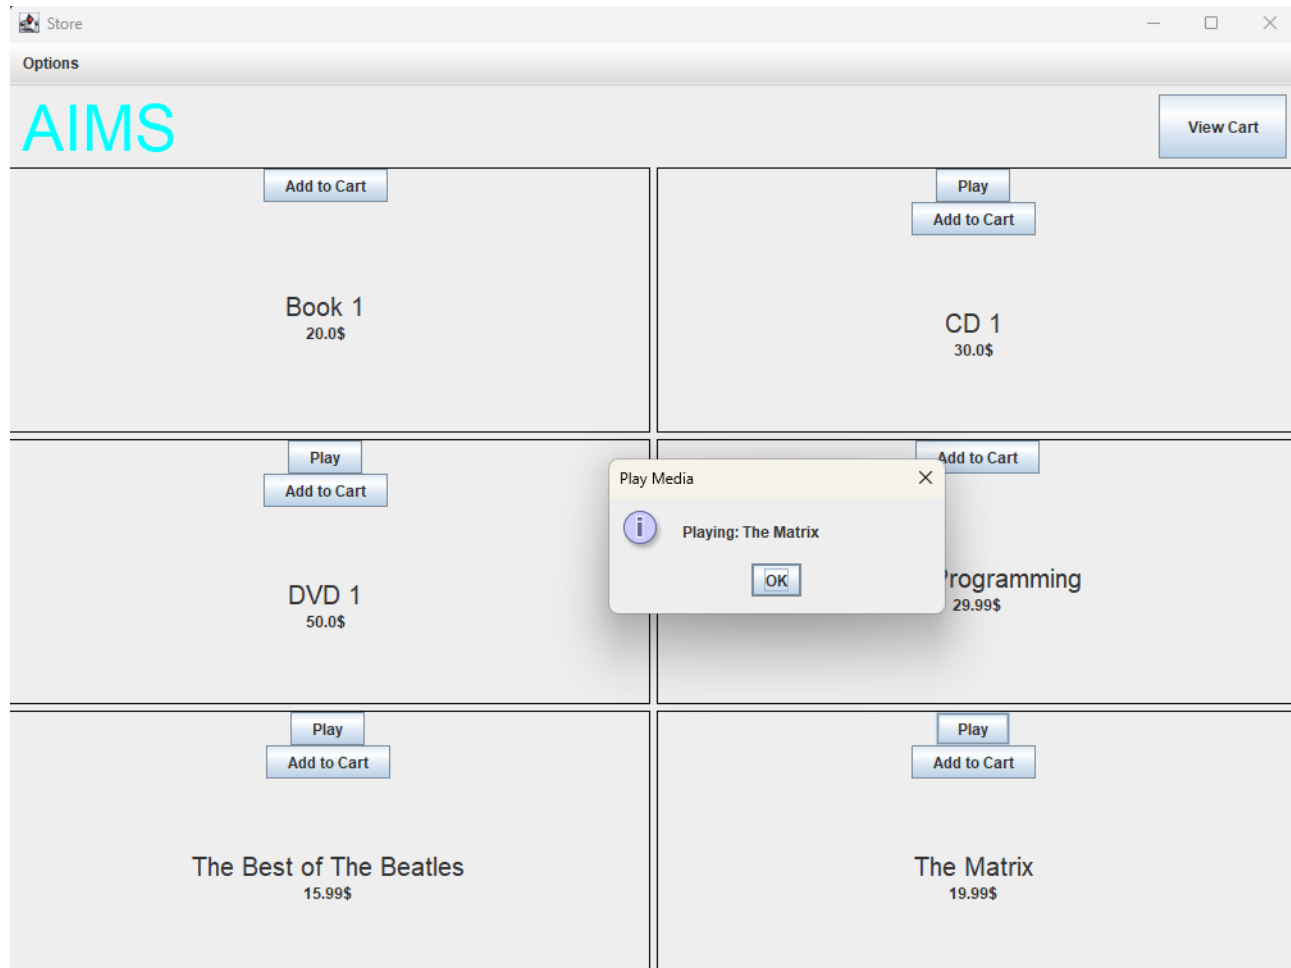 Store
Options
AIMS
View Cart
Add to Cart
Book 1
20.0$
Play
Add to Cart
CD 1
30.0$
Play
Add to Cart
DVD 1
50.0$
Add to Cart
29.99$
Play Media
Playing: The Matrix
OK
Play
Add to Cart
The Best of The Beatles
15.99$
Play
Add to Cart
The Matrix
19.99$